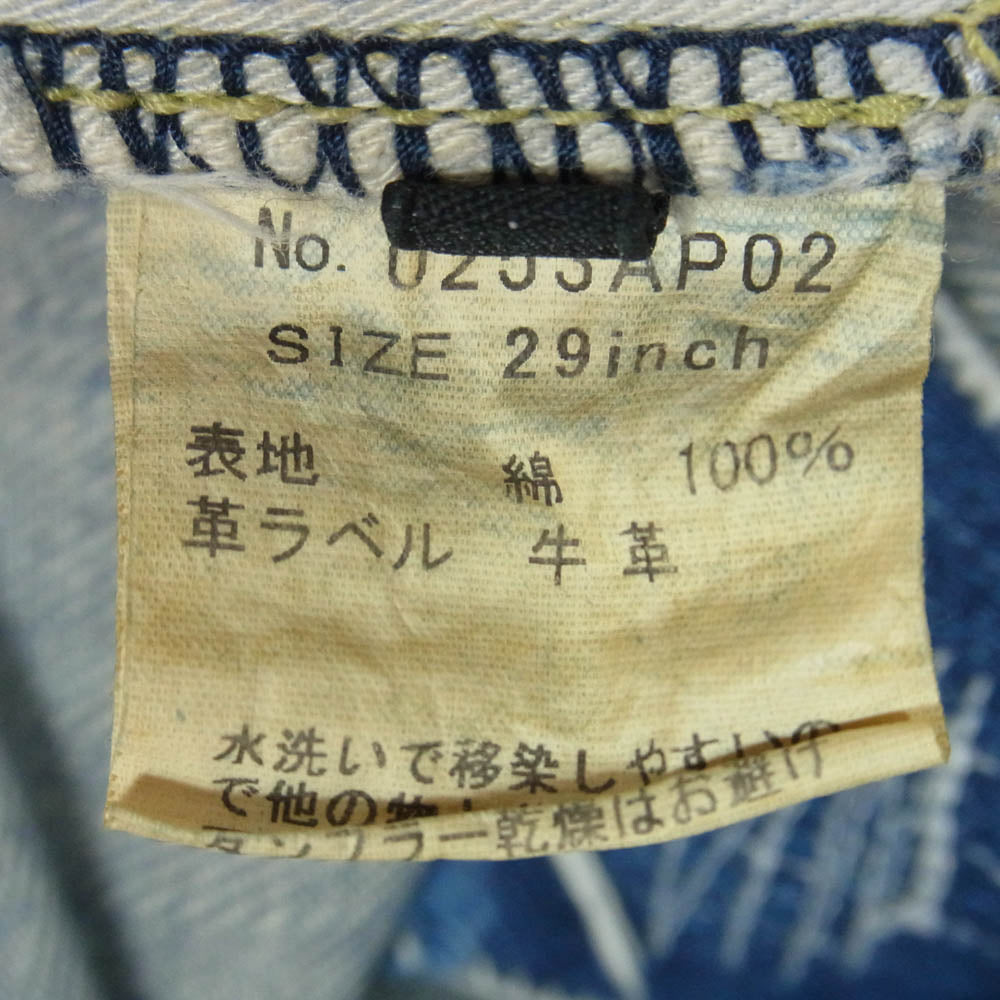 No. 0253AP02
SIZE 29inch
表地 綿 100%
革ラベル 牛革
水洗いで移染しやすいの
で他の物
タンブラー乾燥はお避け